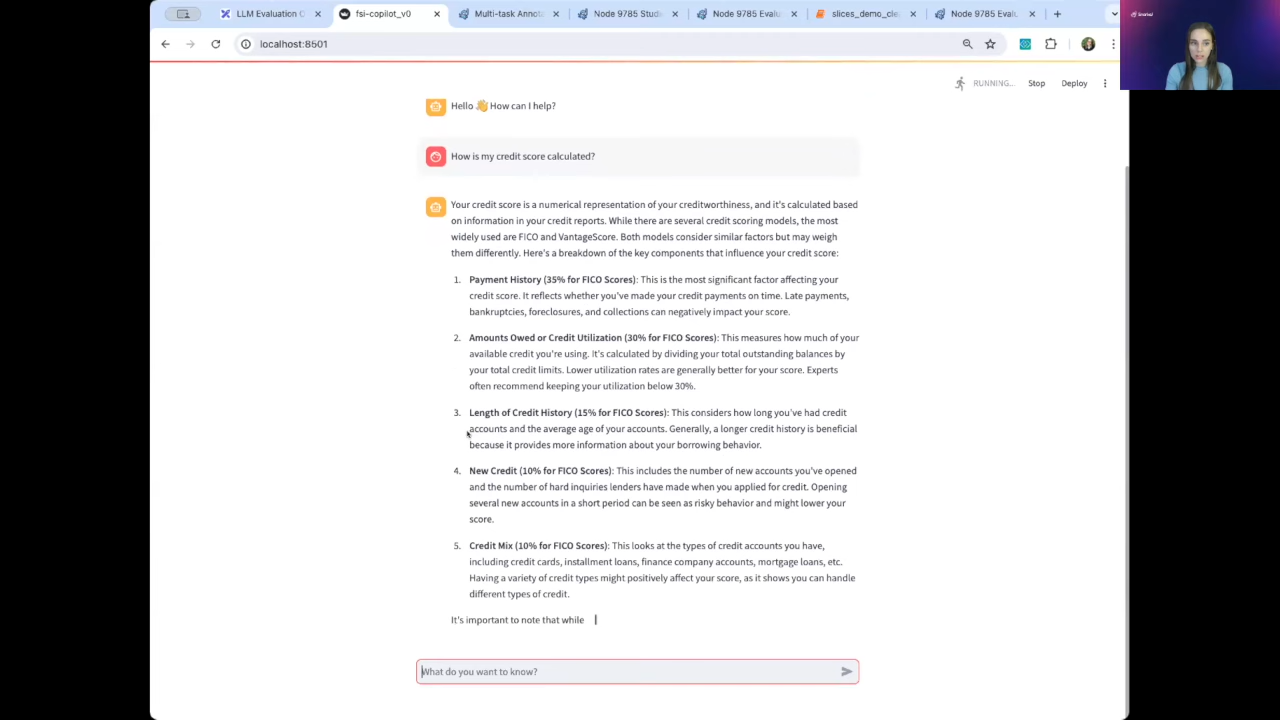 LLM Evaluation C
fsi-copilot_v0
Multi-task Annota
Node 9785 Stude
Node 9785 Evalu
slices_demo_cle
Node 9785 Evalu
localhost:8501
RUNNING...
Stop
Deploy
Hello 👋 How can I help?
How is my credit score calculated?
Your credit score is a numerical representation of your creditworthiness, and it's calculated based
on information in your credit reports. While there are several credit scoring models, the most
widely used are FICO and VantageScore. Both models consider similar factors but may weigh
them differently. Here's a breakdown of the key components that influence your credit score:
1. Payment History (35% for FICO Scores): This is the most significant factor affecting your
credit score. It reflects whether you've made your credit payments on time. Late payments,
bankruptcies, foreclosures, and collections can negatively impact your score.
2. Amounts Owed or Credit Utilization (30% for FICO Scores): This measures how much of your
available credit you're using. It's calculated by dividing your total outstanding balances by
your total credit limits. Lower utilization rates are generally better for your score. Experts
often recommend keeping your utilization below 30%.
3. Length of Credit History (15% for FICO Scores): This considers how long you've had credit
accounts and the average age of your accounts. Generally, a longer credit history is beneficial
because it provides more information about your borrowing behavior.
4. New Credit (10% for FICO Scores): This includes the number of new accounts you've opened
and the number of hard inquiries lenders have made when you applied for credit. Opening
several new accounts in a short period can be seen as risky behavior and might lower your
score.
5. Credit Mix (10% for FICO Scores): This looks at the types of credit accounts you have,
including credit cards, installment loans, finance company accounts, mortgage loans, etc.
Having a variety of credit types might positively affect your score, as it shows you can handle
different types of credit.
It's important to note that while
What do you want to know?